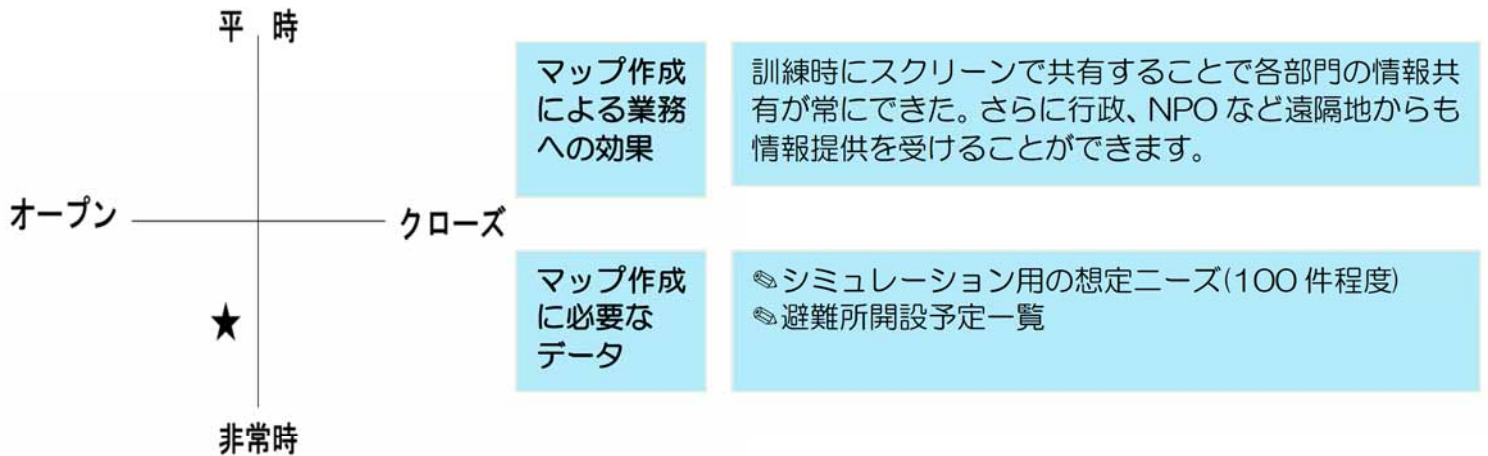 平 時
オープン
クローズ
★
非常時
マップ作成
による業務
への効果
訓練時にスクリーンで共有することで各部門の情報共
有が常にできた。さらに行政、NPO など遠隔地からも
情報提供を受けることができます。
マップ作成
に必要な
データ
✎シミュレーション用の想定ニーズ(100 件程度)
✎避難所開設予定一覧